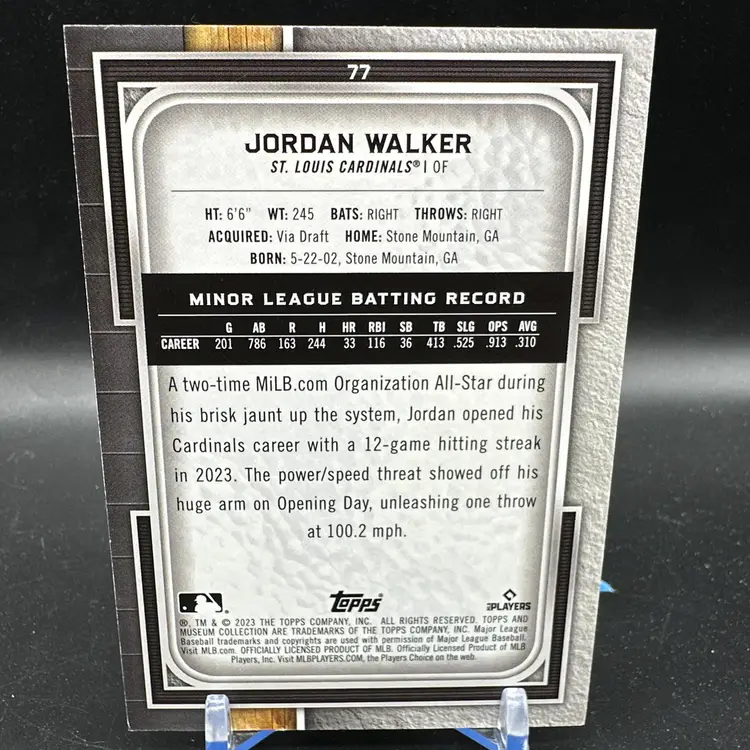 77
JORDAN WALKER
ST. LOUIS CARDINALS® | OF
HT: 6'6" WT: 245 BATS: RIGHT THROWS: RIGHT
ACQUIRED: Via Draft HOME: Stone Mountain, GA
BORN: 5-22-02, Stone Mountain, GA
MINOR LEAGUE BATTING RECORD
G AB R H HR RBI SB TB SLG OPS AVG
CAREER 201 786 163 244 33 116 36 413 .525 .913 .310
A two-time MiLB.com Organization All-Star during
his brisk jaunt up the system, Jordan opened his
Cardinals career with a 12-game hitting streak
in 2023. The power/speed threat showed off his
huge arm on Opening Day, unleashing one throw
at 100.2 mph.
Topps
PLAYERS
®, TM & © 2023 THE TOPPS COMPANY, INC. ALL RIGHTS RESERVED. TOPPS AND
MUSEUM COLLECTION ARE TRADEMARKS OF THE TOPPS COMPANY, INC. Major League
Baseball trademarks and copyrights are used with permission of Major League Baseball.
Visit MLB.com. OFFICIALLY LICENSED PRODUCT OF MLB. Officially Licensed Product of MLB
Players, Inc. Visit MLBPLAYERS.COM, the Players Choice on the web.